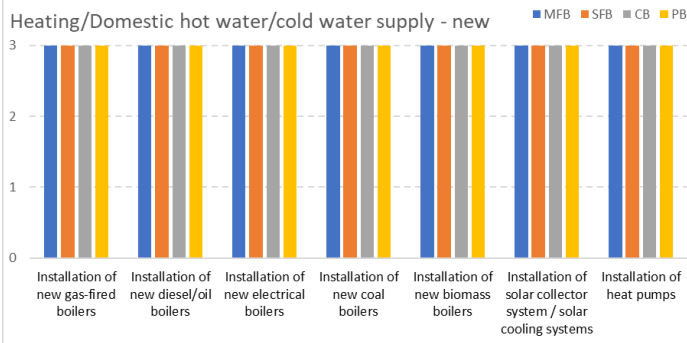 Heating/Domestic hot water/cold water supply - new
MFB SFB CB PB
3
2
1
0
Installation of new gas-fired boilers
Installation of new diesel/oil boilers
Installation of new electrical boilers
Installation of new coal boilers
Installation of new biomass boilers
Installation of solar collector system / solar cooling systems
Installation of heat pumps